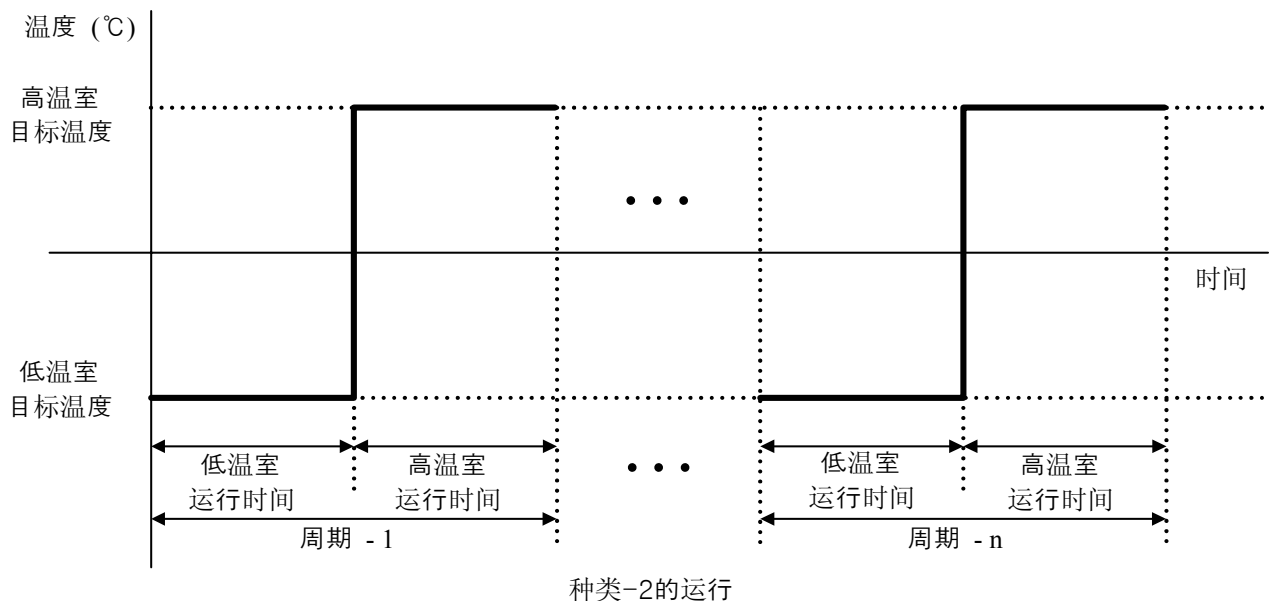 温度 (℃)
高温室
目标温度
• • •
时间
低温室
目标温度
低温室
运行时间
高温室
运行时间
• • •
低温室
运行时间
高温室
运行时间
周期 - 1
周期 - n
种类-2的运行